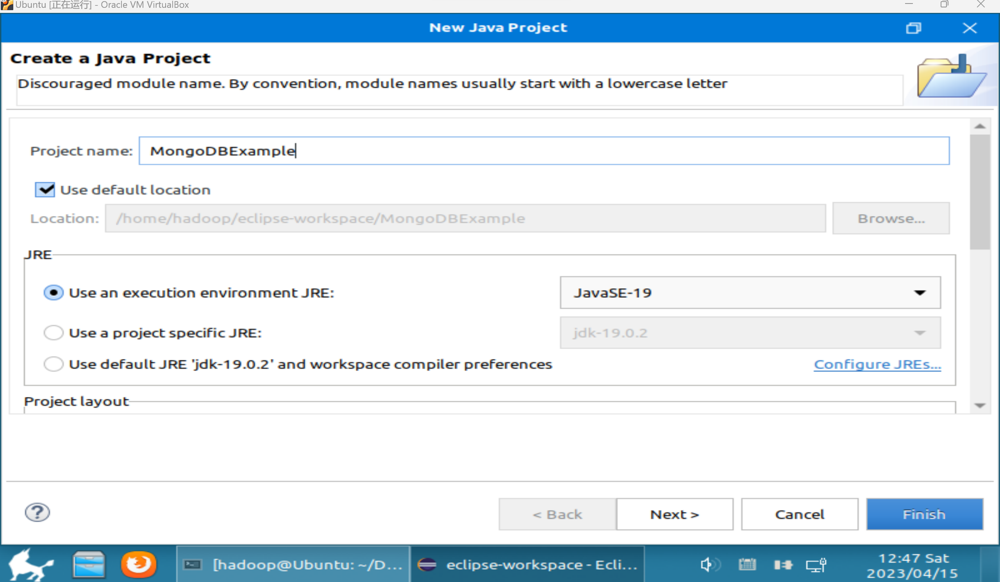 Ubuntu [正在运行] - Oracle VM VirtualBox
New Java Project
Create a Java Project
Discouraged module name. By convention, module names usually start with a lowercase letter
Project name: MongoDBExample
Use default location
Location: /home/hadoop/eclipse-workspace/MongoDBExample Browse...
JRE
Use an execution environment JRE: JavaSE-19
Use a project specific JRE: jdk-19.0.2
Use default JRE 'jdk-19.0.2' and workspace compiler preferences Configure JREs...
Project layout
? < Back Next > Cancel Finish
[hadoop@Ubuntu: ~/D... eclipse-workspace - Ecli... 12:47 Sat
2023/04/15